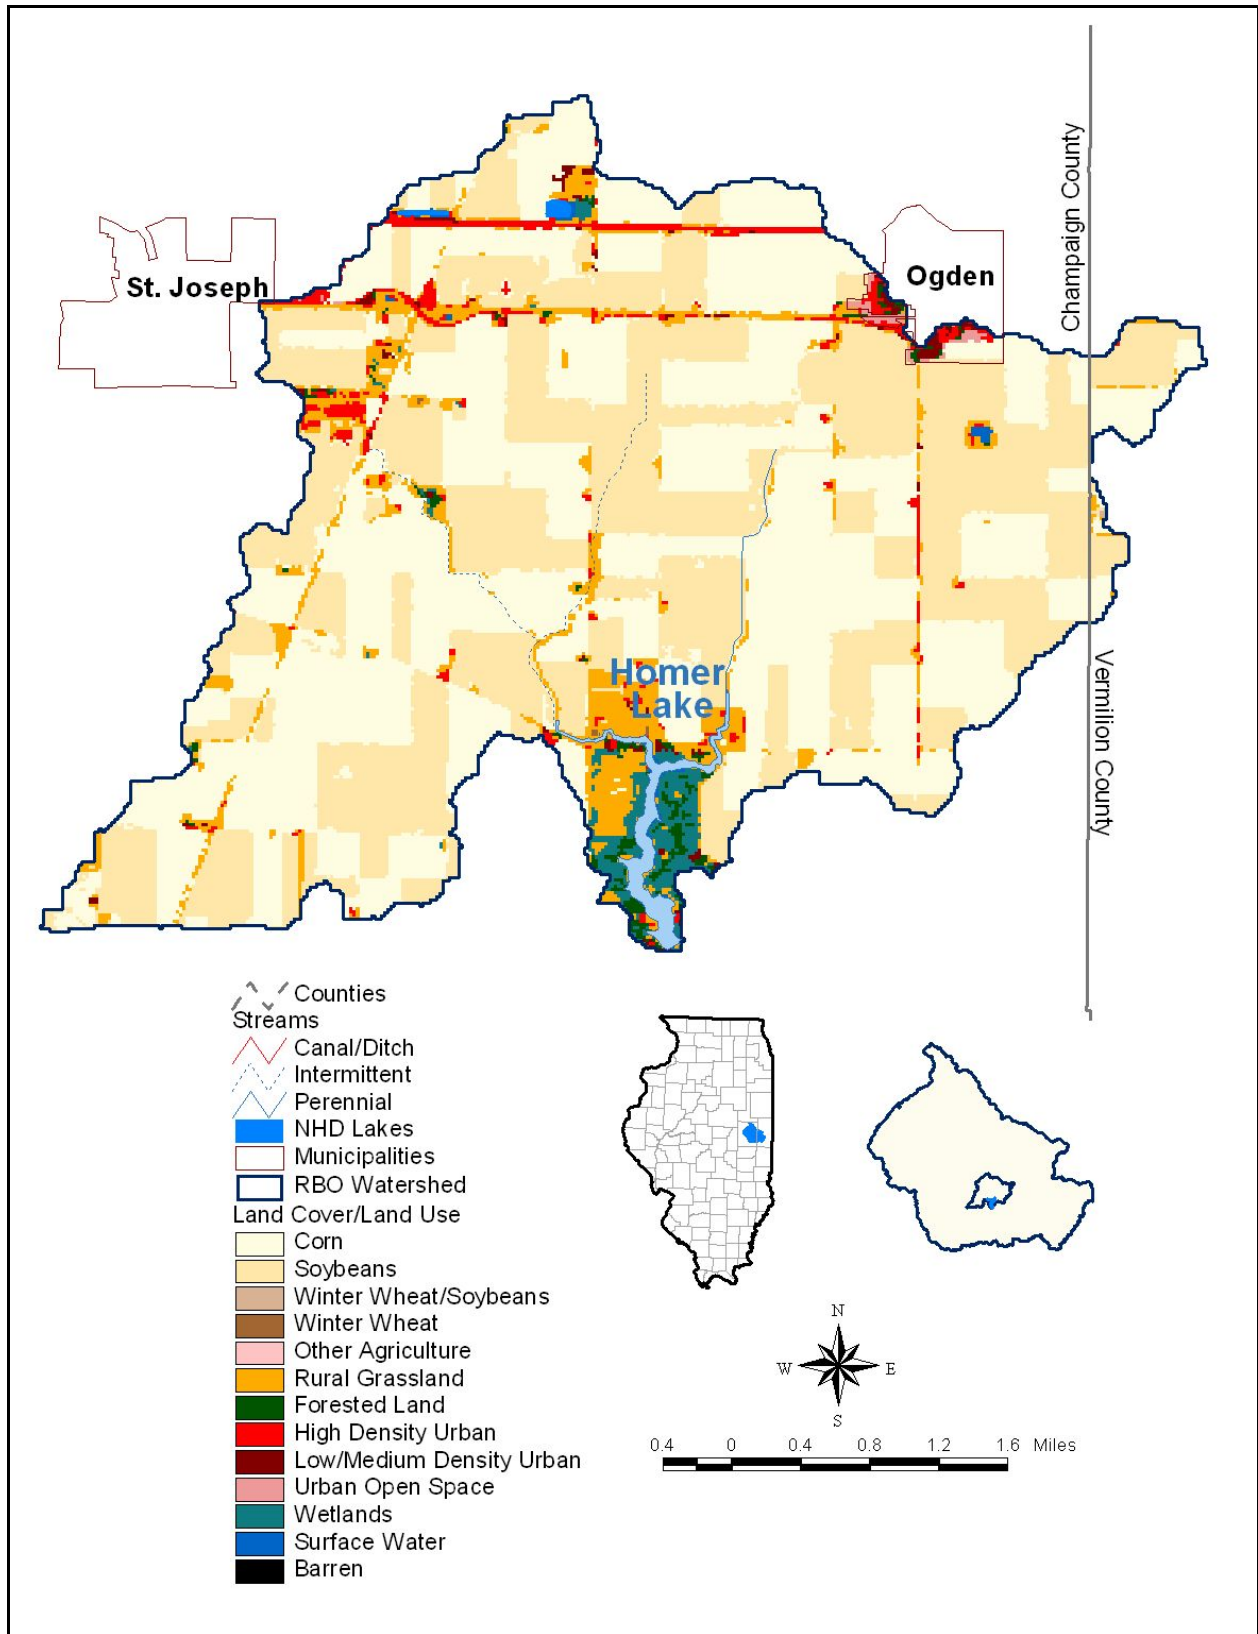 Champaign County
St. Joseph
Ogden
Homer
Lake
Vermilion County
Counties
Streams
Canal/Ditch
Intermittent
Perennial
NHD Lakes
Municipalities
RBO Watershed
Land Cover/Land Use
Corn
Soybeans
Winter Wheat/Soybeans
Winter Wheat
Other Agriculture
Rural Grassland
Forested Land
High Density Urban
Low/Medium Density Urban
Urban Open Space
Wetlands
Surface Water
Barren
N
W E
S
0.4 0 0.4 0.8 1.2 1.6 Miles